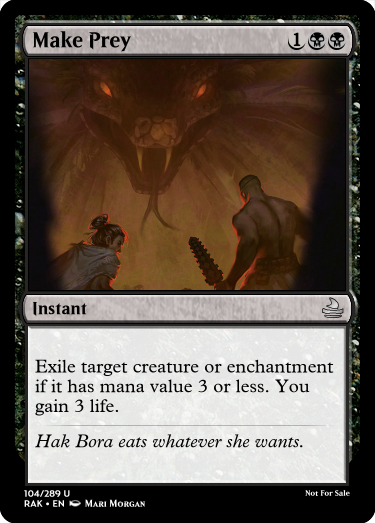 Make Prey 1
Instant
Exile target creature or enchantment
if it has mana value 3 or less. You
gain 3 life.
Hak Bora eats whatever she wants.
104/289 U Not For Sale
RAK • EN Mari Morgan